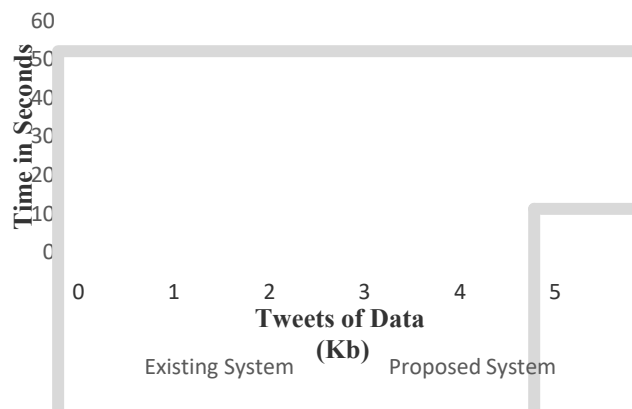 60
50
40
30
20
10
0
Time in Seconds
0 1 2 3 4 5
Tweets of Data
(Kb)
Existing System Proposed System